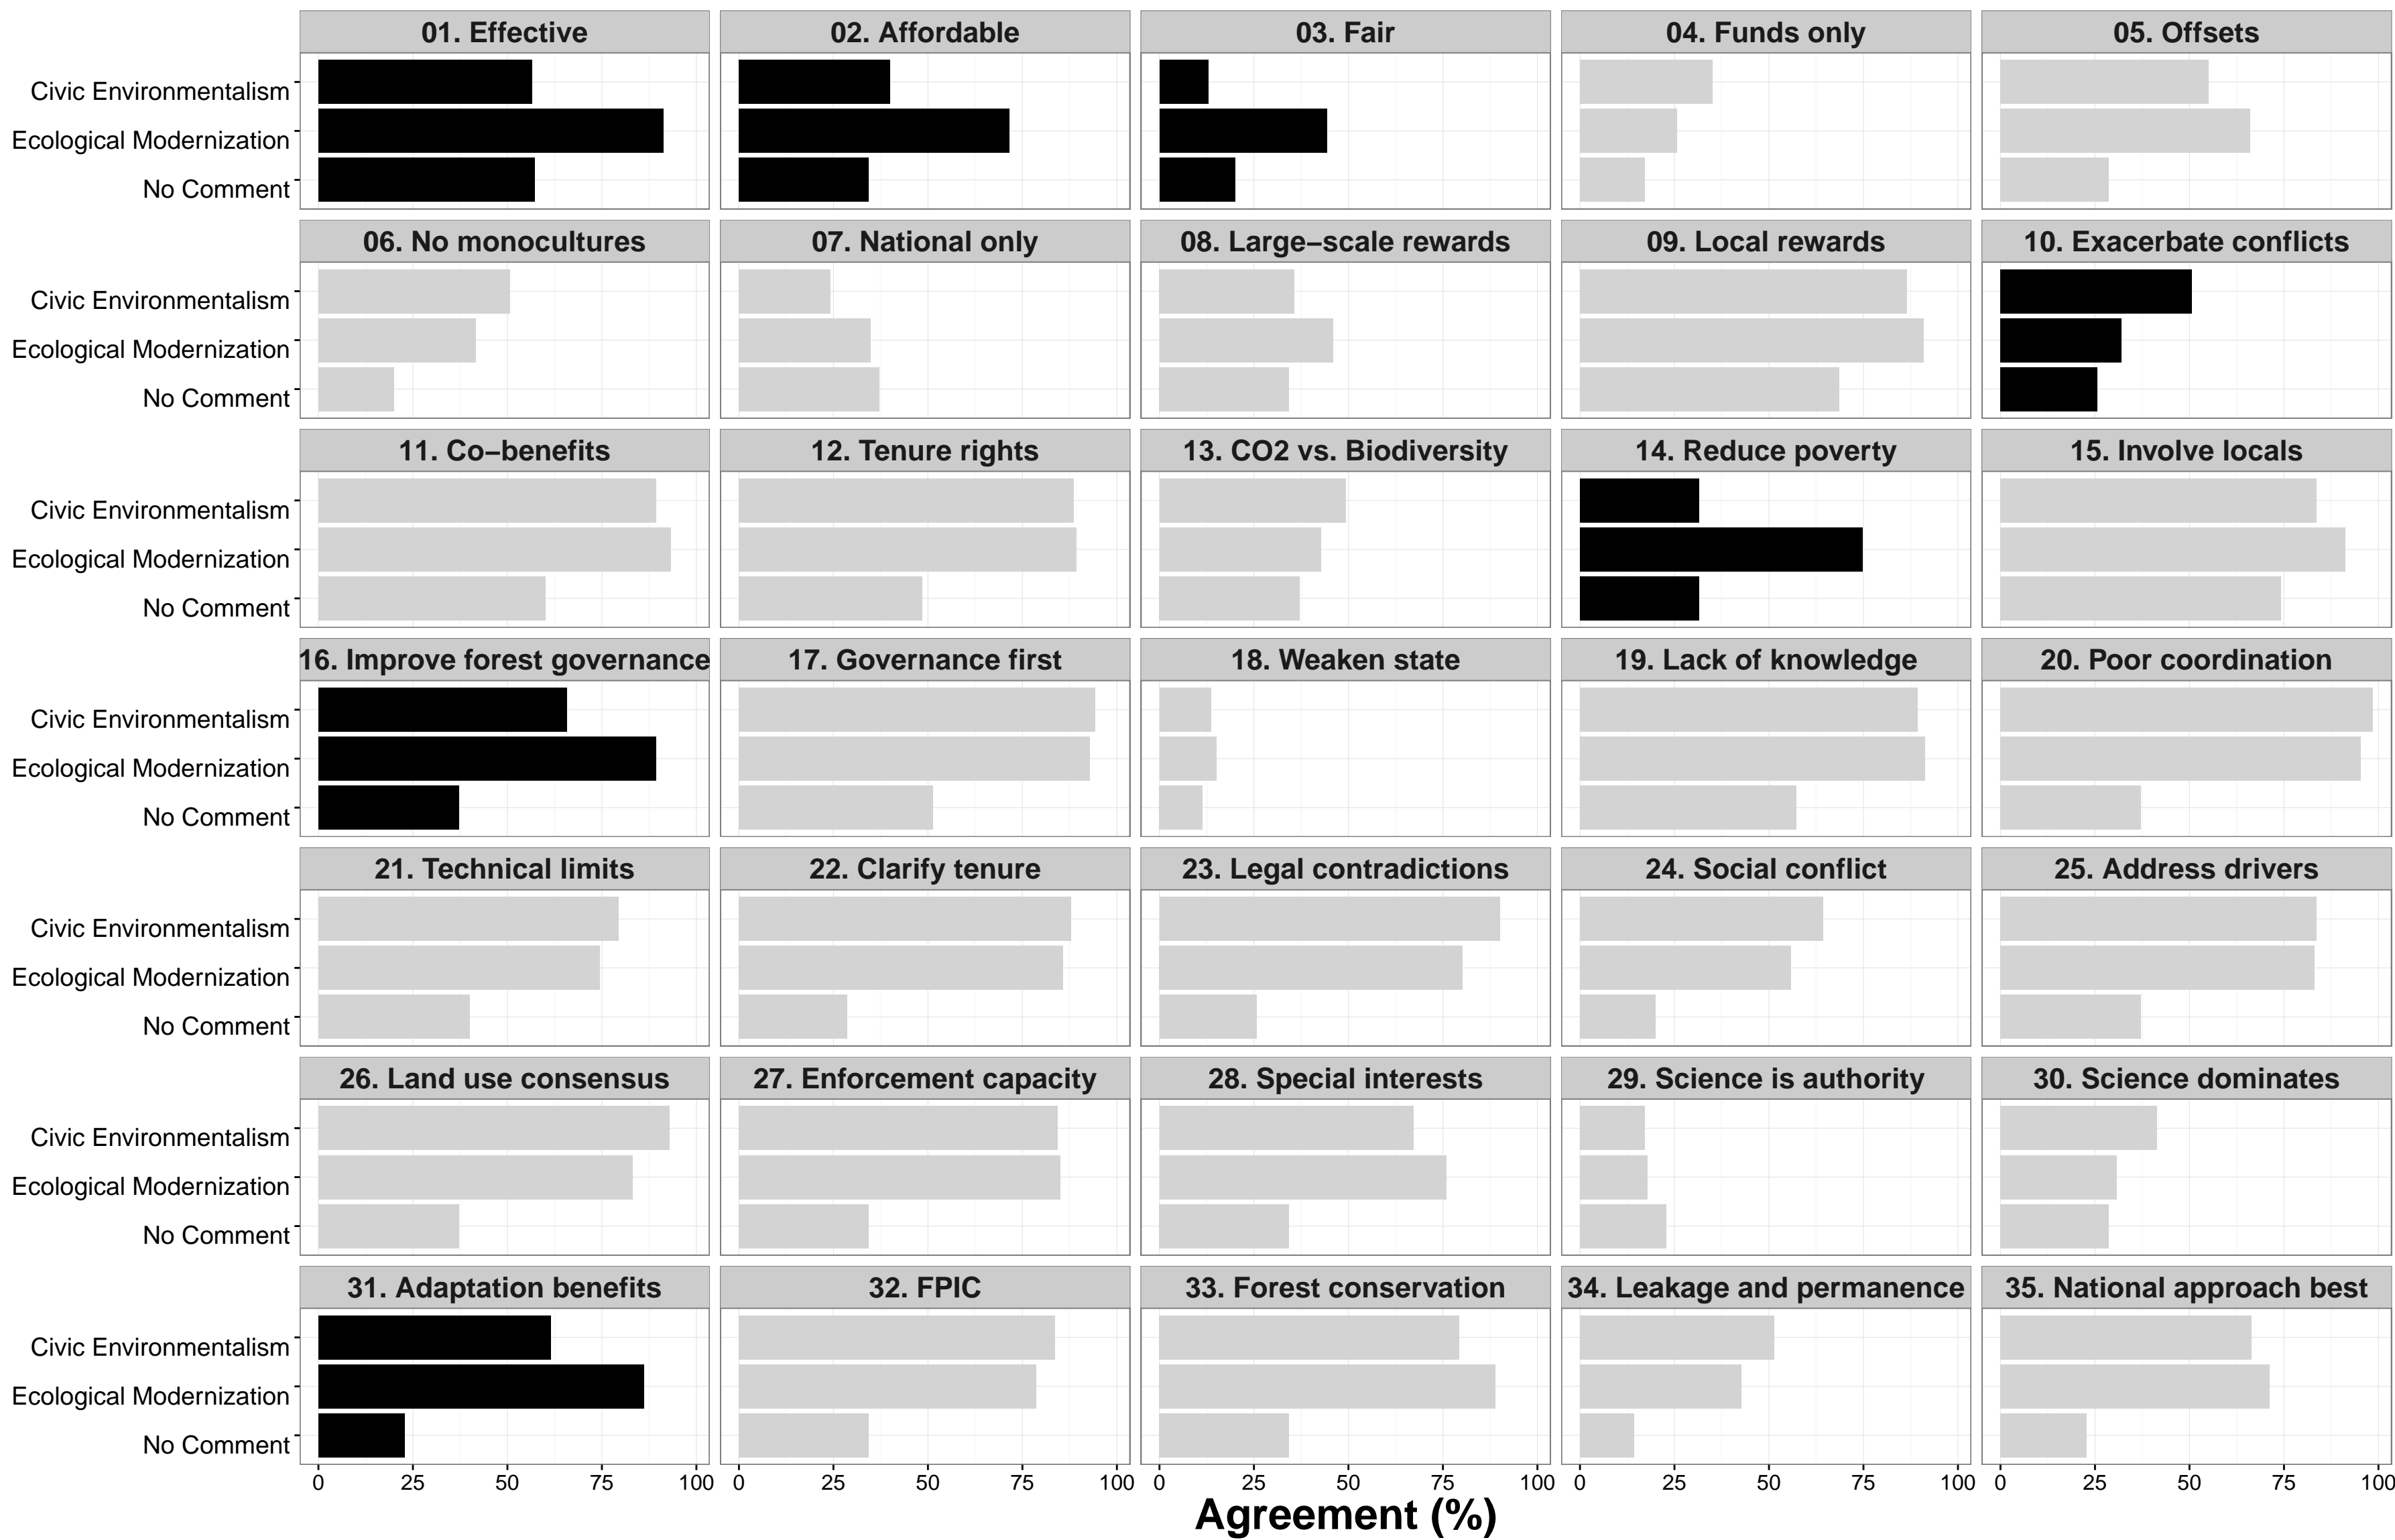 01. Effective
02. Affordable
03. Fair
04. Funds only
05. Offsets
Civic Environmentalism
Ecological Modernization
No Comment
06. No monocultures
07. National only
08. Large−scale rewards
09. Local rewards
10. Exacerbate conflicts
Civic Environmentalism
Ecological Modernization
No Comment
11. Co−benefits
12. Tenure rights
13. CO2 vs. Biodiversity
14. Reduce poverty
15. Involve locals
Civic Environmentalism
Ecological Modernization
No Comment
16. Improve forest governance
17. Governance first
18. Weaken state
19. Lack of knowledge
20. Poor coordination
Civic Environmentalism
Ecological Modernization
No Comment
21. Technical limits
22. Clarify tenure
23. Legal contradictions
24. Social conflict
25. Address drivers
Civic Environmentalism
Ecological Modernization
No Comment
26. Land use consensus
27. Enforcement capacity
28. Special interests
29. Science is authority
30. Science dominates
Civic Environmentalism
Ecological Modernization
No Comment
31. Adaptation benefits
32. FPIC
33. Forest conservation
34. Leakage and permanence
35. National approach best
Civic Environmentalism
Ecological Modernization
No Comment
0 25 50 75 100
0 25 50 75 100
0 25 50 75 100
0 25 50 75 100
0 25 50 75 100
Agreement (%)